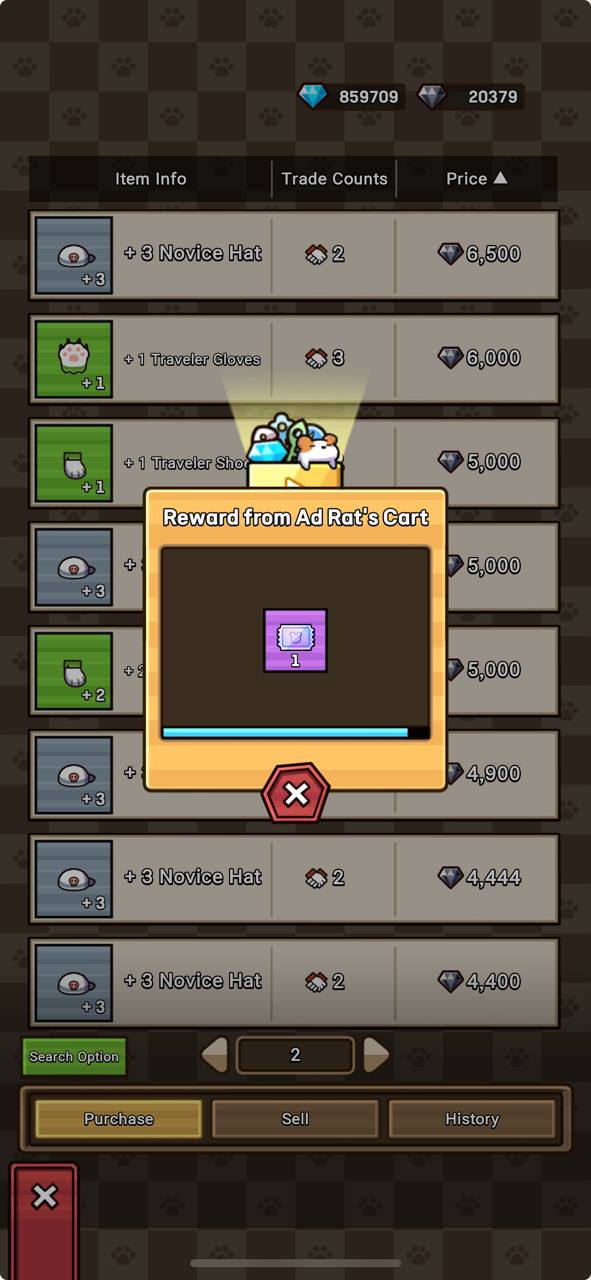 859709 20379
Item Info Trade Counts Price ▲
+3 + 3 Novice Hat 2 6,500
+1 + 1 Traveler Gloves 3 6,000
+1 + 1 Traveler Sho 5,000
Reward from Ad Rat's Cart
+3 + 5,000
1
+2 + 5,000
+3 + 4,900
+3 + 3 Novice Hat 2 4,444
+3 + 3 Novice Hat 2 4,400
Search Option 2
Purchase Sell History